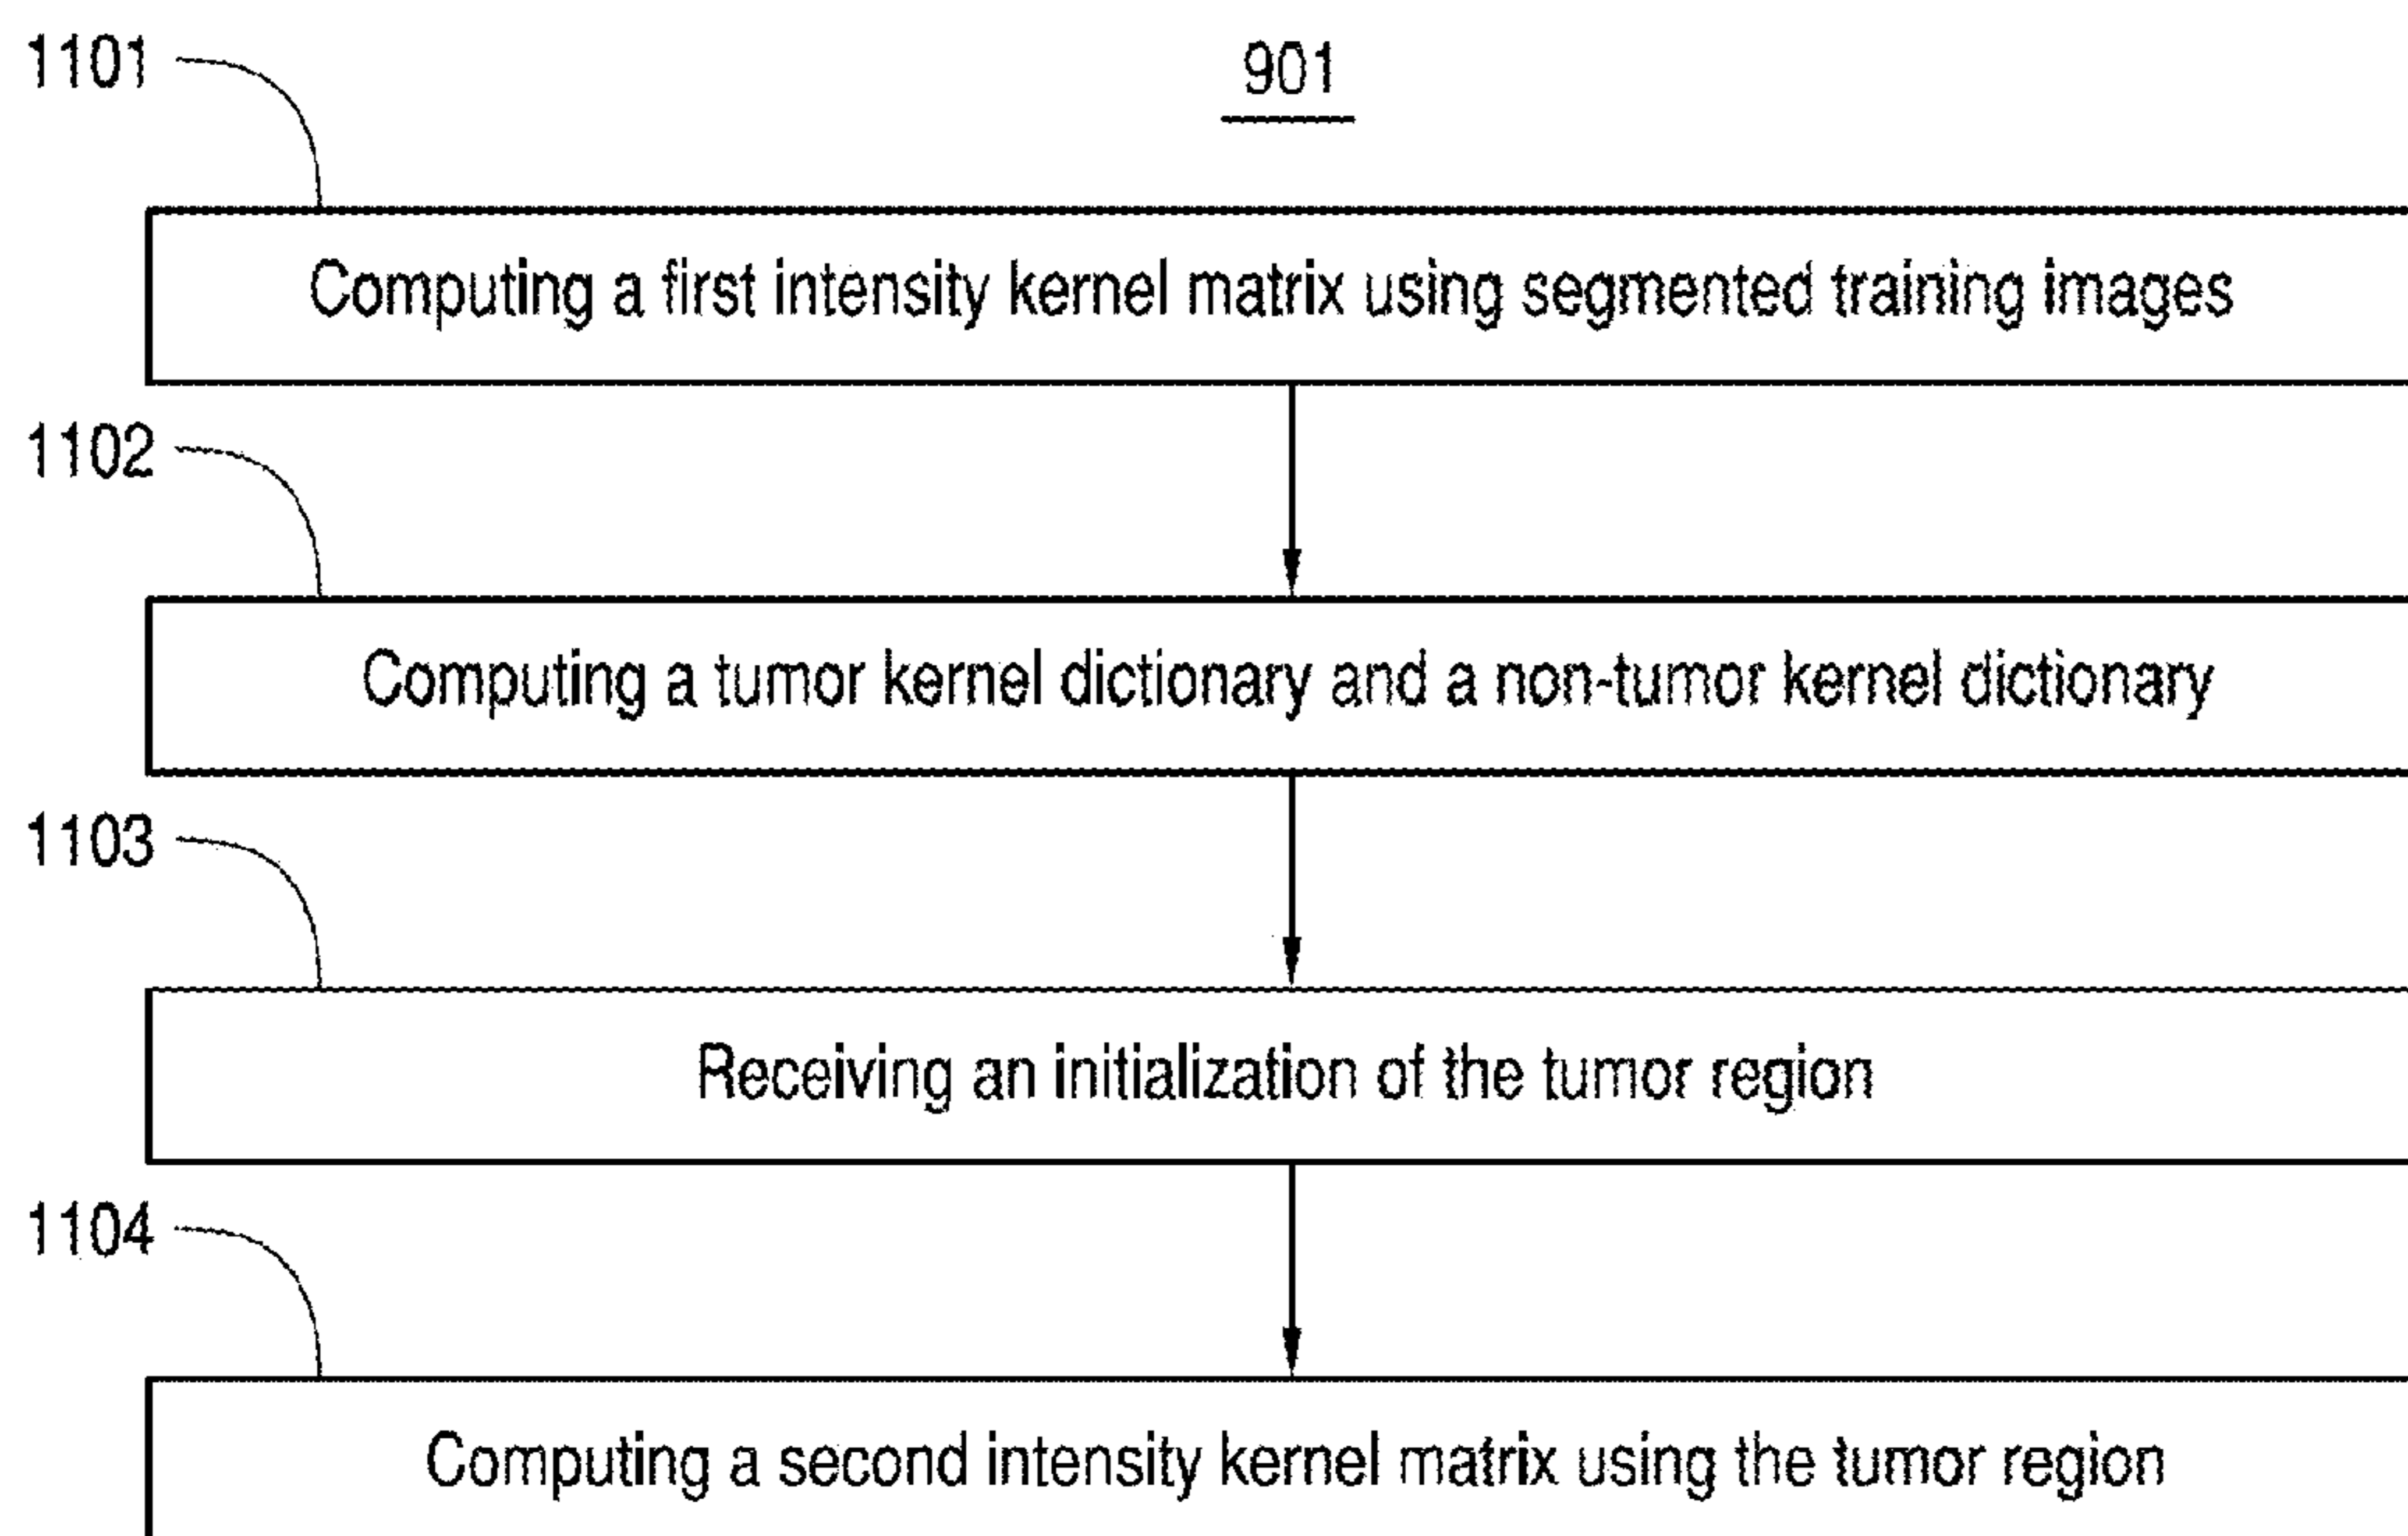 1101
901
Computing a first intensity kernel matrix using segmented training images
1102
Computing a tumor kernel dictionary and a non-tumor kernel dictionary
1103
Receiving an initialization of the tumor region
1104
Computing a second intensity kernel matrix using the tumor region